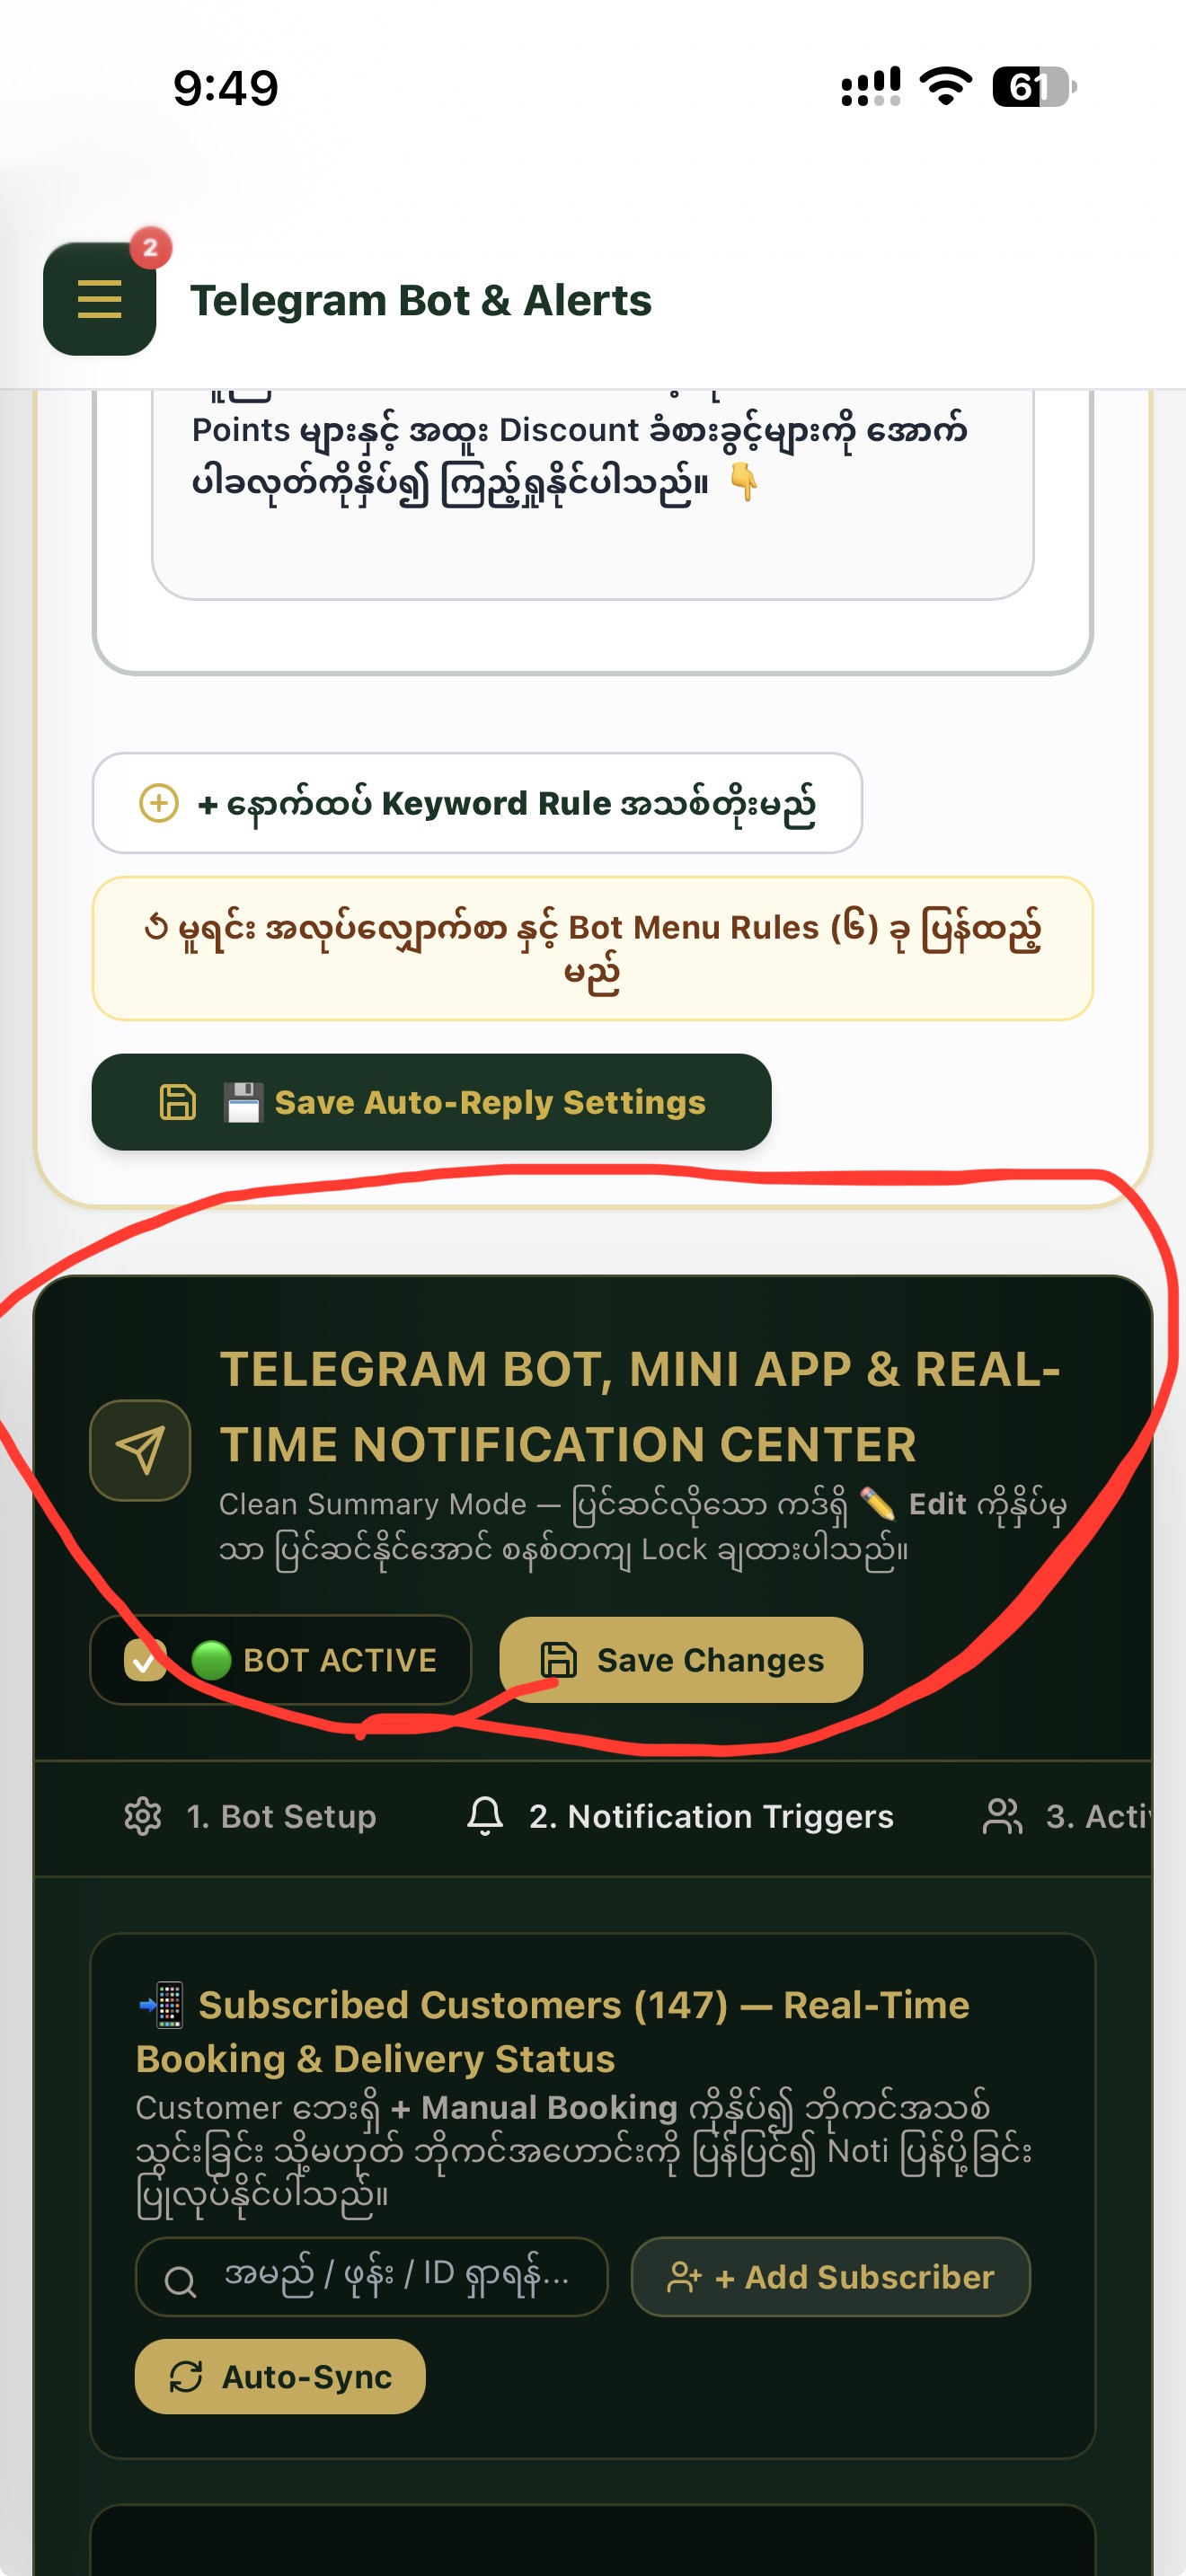 9:49
61
2
Telegram Bot & Alerts
Points များနှင့် အထူး Discount ခံစားခွင့်များကို အောက်
ပါခလုတ်ကိုနှိပ်၍ ကြည့်ရှုနိုင်ပါသည်။ 👇
+ နောက်ထပ် Keyword Rule အသစ်တိုးမည်
မူရင်း အလုပ်လျှောက်စာ နှင့် Bot Menu Rules (၆) ခု ပြန်ထည့်
မည်
💾 Save Auto-Reply Settings
TELEGRAM BOT, MINI APP & REAL-
TIME NOTIFICATION CENTER
Clean Summary Mode — ပြင်ဆင်လိုသော ကဒ်ရှိ ✏️ Edit ကိုနှိပ်မှ
သာ ပြင်ဆင်နိုင်အောင် စနစ်တကျ Lock ချထားပါသည်။
🟢 BOT ACTIVE
Save Changes
1. Bot Setup
2. Notification Triggers
3. Acti
📲 Subscribed Customers (147) — Real-Time
Booking & Delivery Status
Customer ဘေးရှိ + Manual Booking ကိုနှိပ်၍ ဘိုကင်အသစ်
သွင်းခြင်း သို့မဟုတ် ဘိုကင်အဟောင်းကို ပြန်ပြင်၍ Noti ပြန်ပို့ခြင်း
ပြုလုပ်နိုင်ပါသည်။
အမည် / ဖုန်း / ID ရှာရန်...
+ Add Subscriber
Auto-Sync